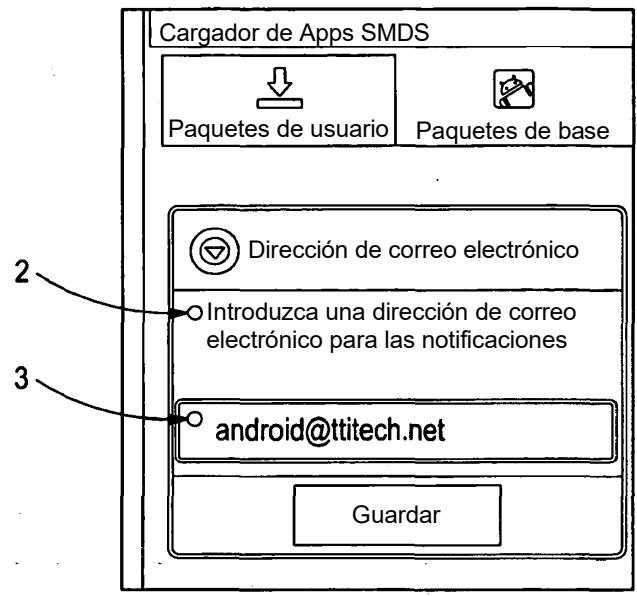 Cargador de Apps SMDS
Paquetes de usuario
Paquetes de base
Dirección de correo electrónico
2
Introduzca una dirección de correo
electrónico para las notificaciones
3
android@ttitech.net
Guardar